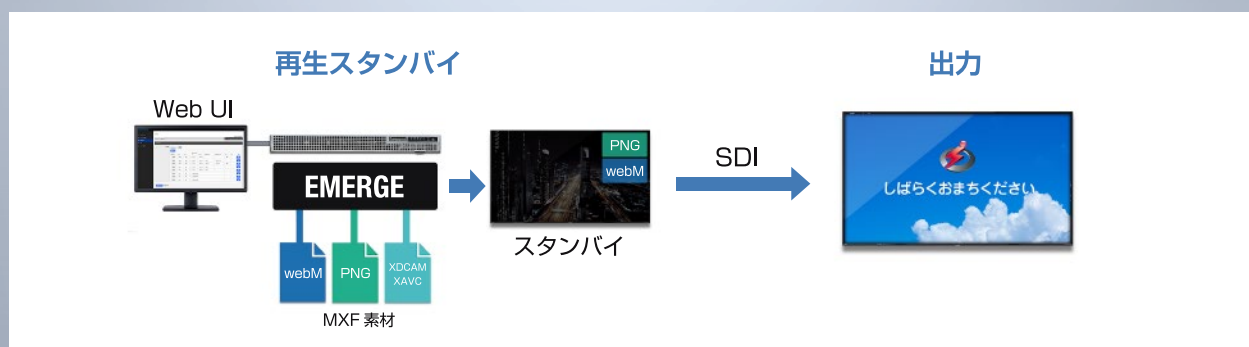 再生スタンバイ
出力
Web UI
EMERGE
webM
PNG
XDCAM
XAVC
MXF 素材
PNG
webM
スタンバイ
SDI
しばらくおまちください